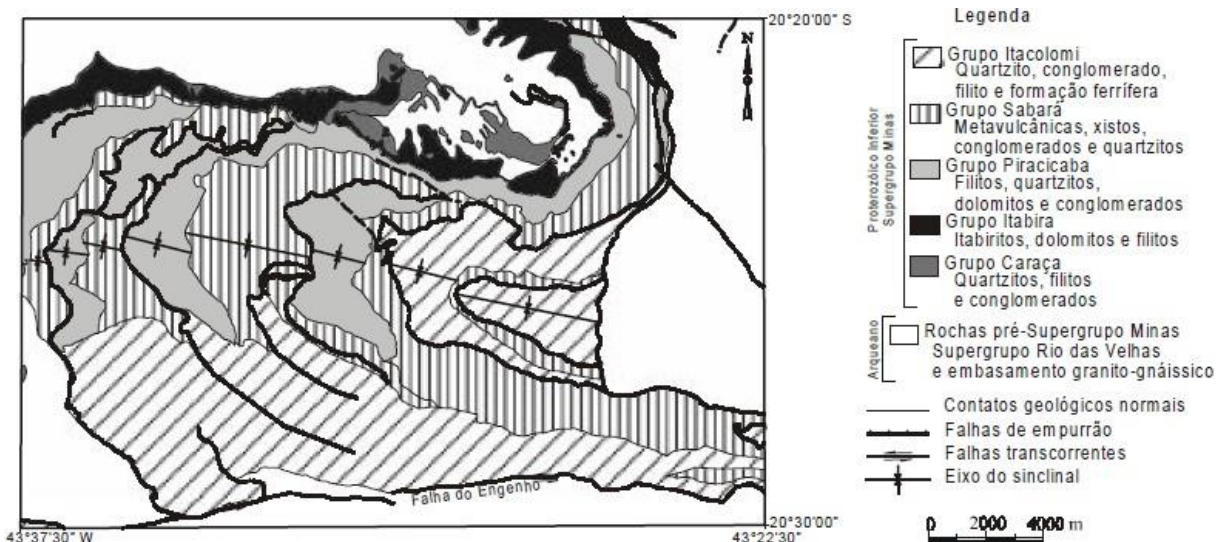 20°20'00" S
N
Falha do Engenho
43°37'30" W
20°30'00"
43°22'30"
Legenda
Proterozóico Inferior
Supergrupo Minas
Grupo Itacolomi
Quartzito, conglomerado,
filito e formação ferrífera
Grupo Sabará
Metavulcânicas, xistos,
conglomerados e quartzitos
Grupo Piracicaba
Filitos, quartzitos,
dolomitos e conglomerados
Grupo Itabira
Itabiritos, dolomitos e filitos
Grupo Caraça
Quartzitos, filitos
e conglomerados
Arqueano
Rochas pré-Supergrupo Minas
Supergrupo Rio das Velhas
e embasamento granito-gnáissico
Contatos geológicos normais
Falhas de empurrão
Falhas transcorrentes
Eixo do sinclinal
0 2000 4000 m